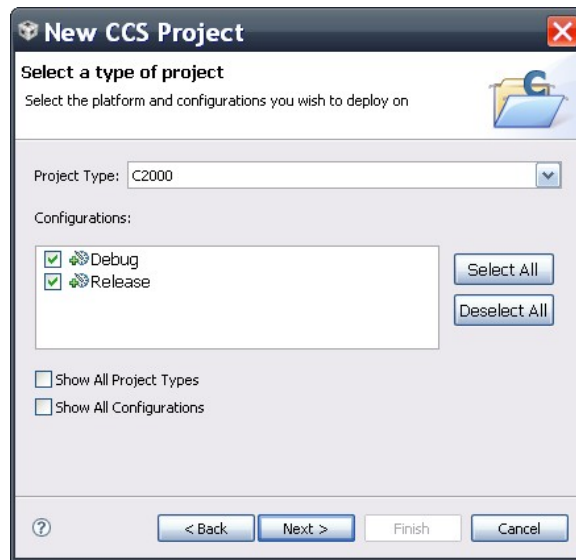 New CCS Project
Select a type of project
Select the platform and configurations you wish to deploy on
Project Type: C2000
Configurations:
Debug
Release
Select All
Deselect All
Show All Project Types
Show All Configurations
< Back Next > Finish Cancel